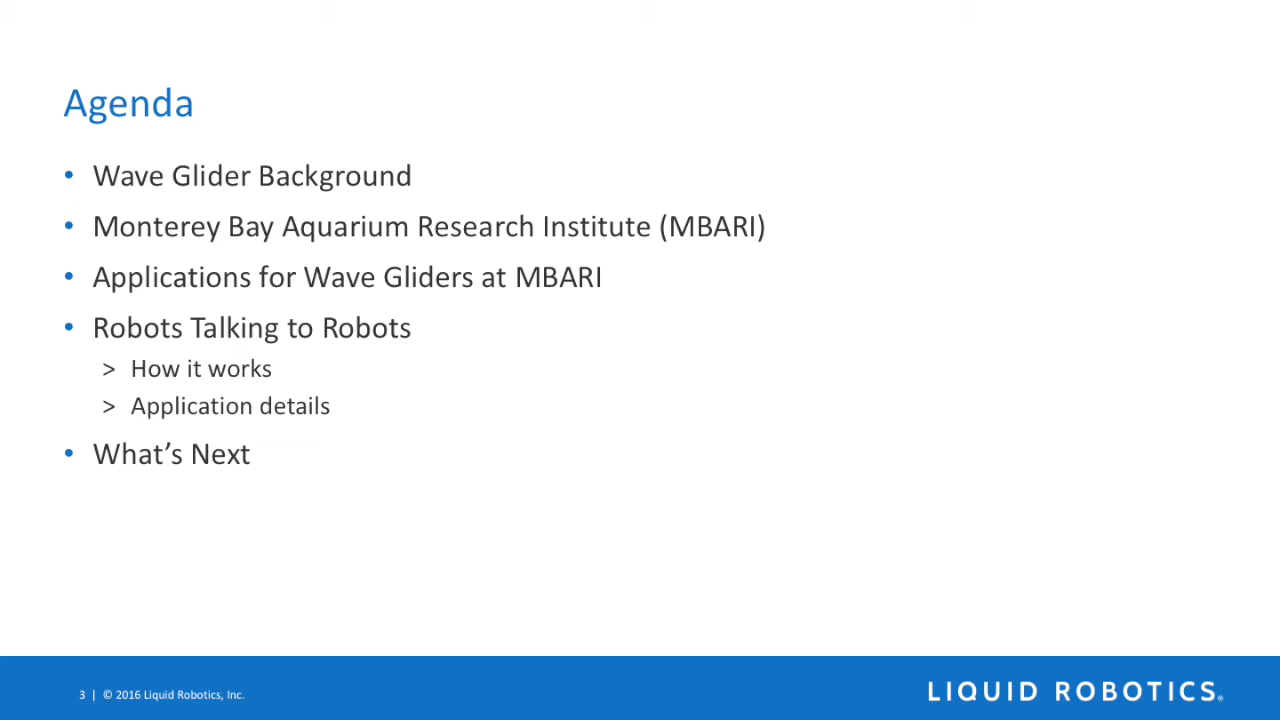 Agenda
• Wave Glider Background
• Monterey Bay Aquarium Research Institute (MBARI)
• Applications for Wave Gliders at MBARI
• Robots Talking to Robots
> How it works
> Application details
• What’s Next
3 | © 2016 Liquid Robotics, Inc.
LIQUID ROBOTICS®